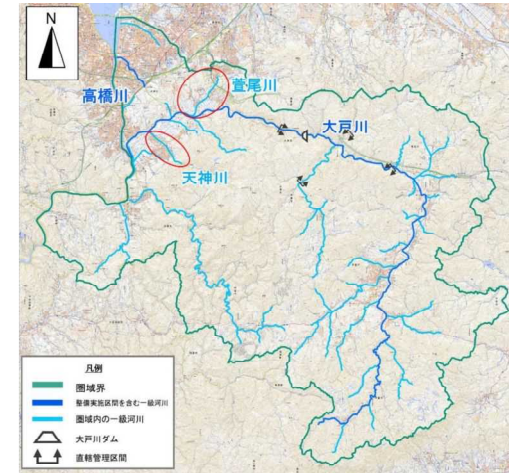 N
萱尾川
高橋川
大戸川
天神川
凡例
圏域界
整備実施区間を含む一級河川
圏域内の一級河川
大戸川ダム
直轄管理区間